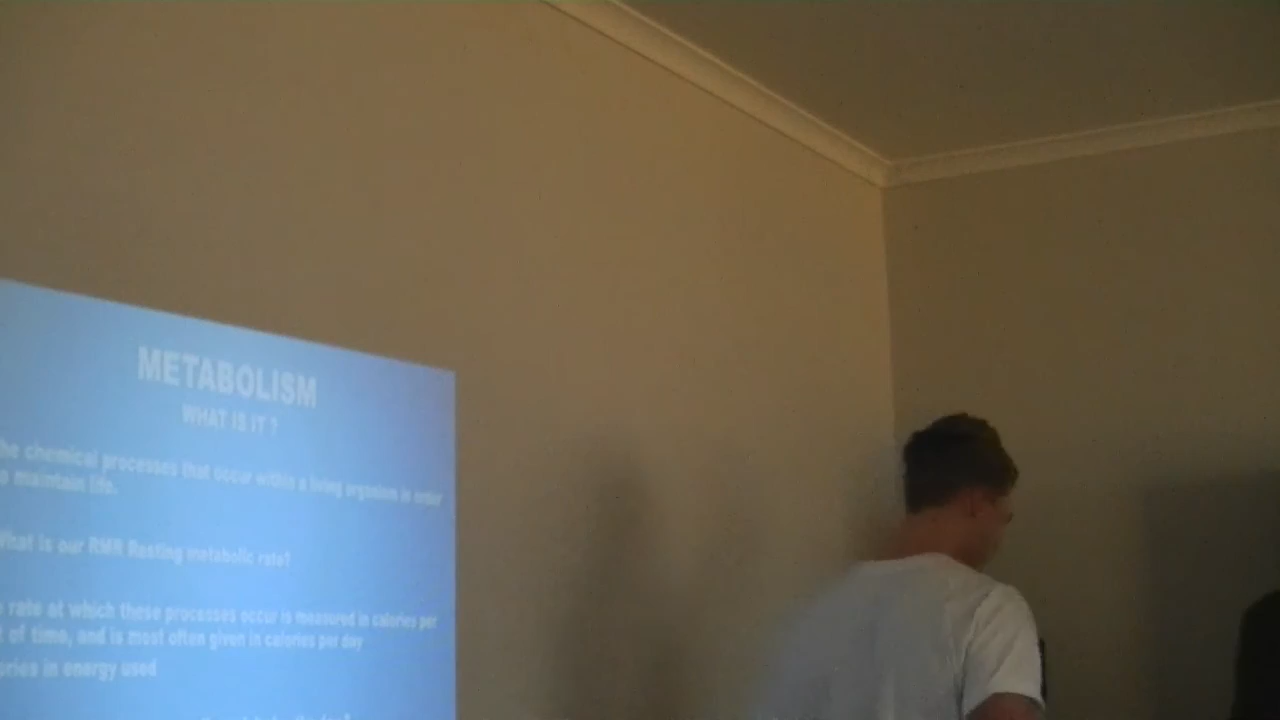 METABOLISM
WHAT IS IT ?
he chemical processes that occur within a living organism in order
o maintain life.
What is our RMR Resting metabolic rate?
rate at which these processes occur is measured in calories per
of time, and is most often given in calories per day
ories in energy used